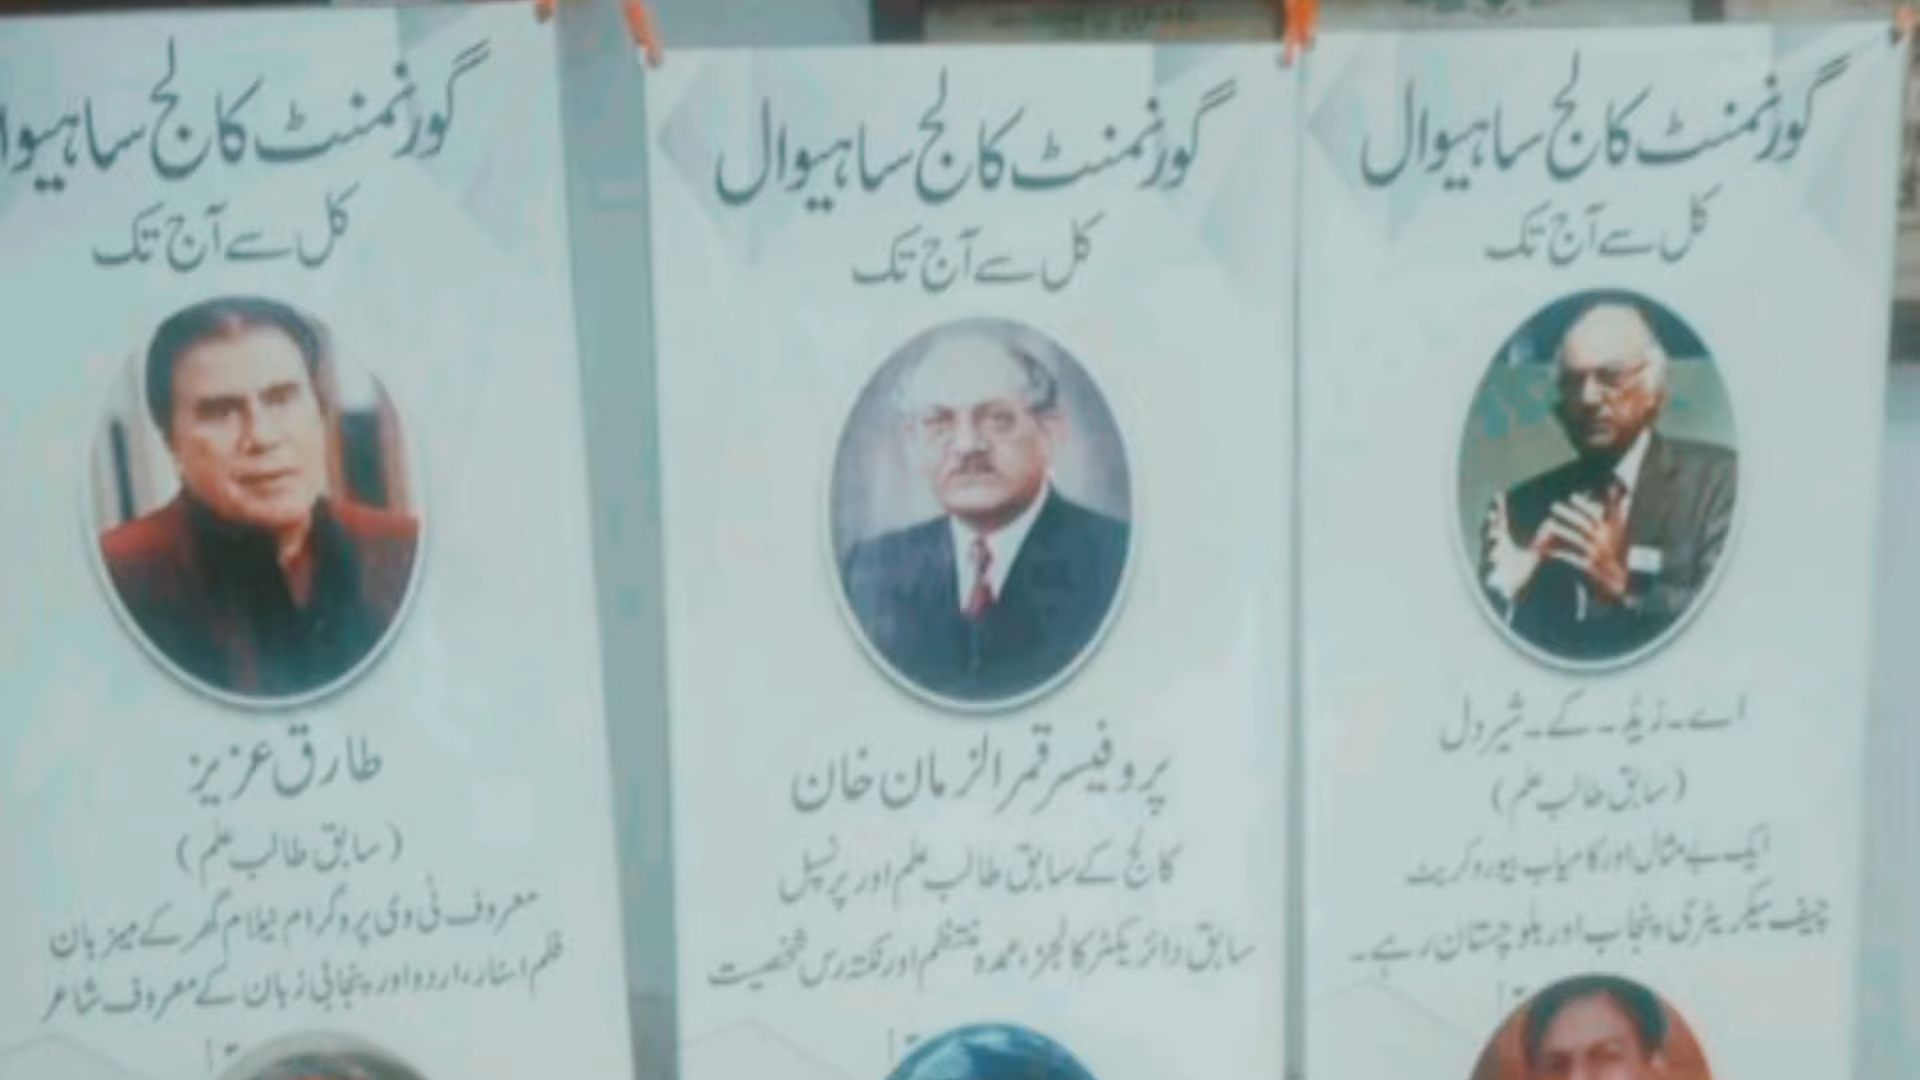 گورنمنٹ کالج ساہیوال
کل سے آج تک
اے۔زیڈ۔کے۔شیردل
(سابق طالب علم)
ایک بے مثال اور کامیاب بیوروکریٹ
چیف سیکریٹری پنجاب اور بلوچستان رہے۔
گورنمنٹ کالج ساہیوال
کل سے آج تک
پروفیسر قمر الزمان خان
کالج کے سابق طالب علم اور پرنسپل
سابق ڈائریکٹر کالجز، عمدہ منتظم اور نکتہ رس شخصیت
گورنمنٹ کالج ساہیوا
کل سے آج تک
طارق عزیز
(سابق طالب علم)
معروف ٹی وی پروگرام نیلام گھر کے میزبان
فلم اسٹار، اردو اور پنجابی زبان کے معروف شاعر